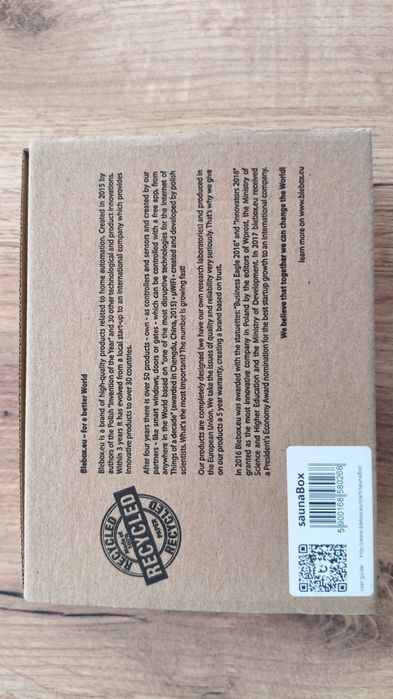 Blebox.eu – for a better World
Blebox.eu is a brand of high-quality products related to home automation. Created in 2015 by
authors of the Polish "Invention of the Year" and 30 other technological and product innovations.
Within 3 years it has evolved from a local start-up to an international company which provides
innovative products to over 30 countries.
After four years there is over 50 products - own - as controllers and sensors and created by our
partners - like smart windows, doors or gates - which can be controlled with a free app, from
anywhere in the World based on "one of the most disruptive technologies for the Internet of
Things of a decade" (awarded in Chengdu, China, 2015) - µWiFi - created and developed by polish
scientists. What's the most important? The number is growing fast!
Our products are completely designed (we have our own research laboratories) and produced in
the European Union. We take the issues of quality and reliability very seriously. That's why we give
on our products a 5 year warranty, creating a brand based on trust.
In 2016 Blebox.eu was awarded with the statuettes: "Business Eagle 2016" and "Innovators 2016"
granted as the most innovative company in Poland by the editors of Wprost, the Ministry of
Science and Higher Education and the Ministry of Development. In 2017 blebox.eu received
a President's Economy Award nomination for the best startup growth to an international company.
We believe that together we can change the World!
learn more on www.blebox.eu
RECYCLED
RECYCLED
PAPER
RECYCLED
saunaBox
5 900168 580268
user guide http://www.blebox.eu/start/saunabox